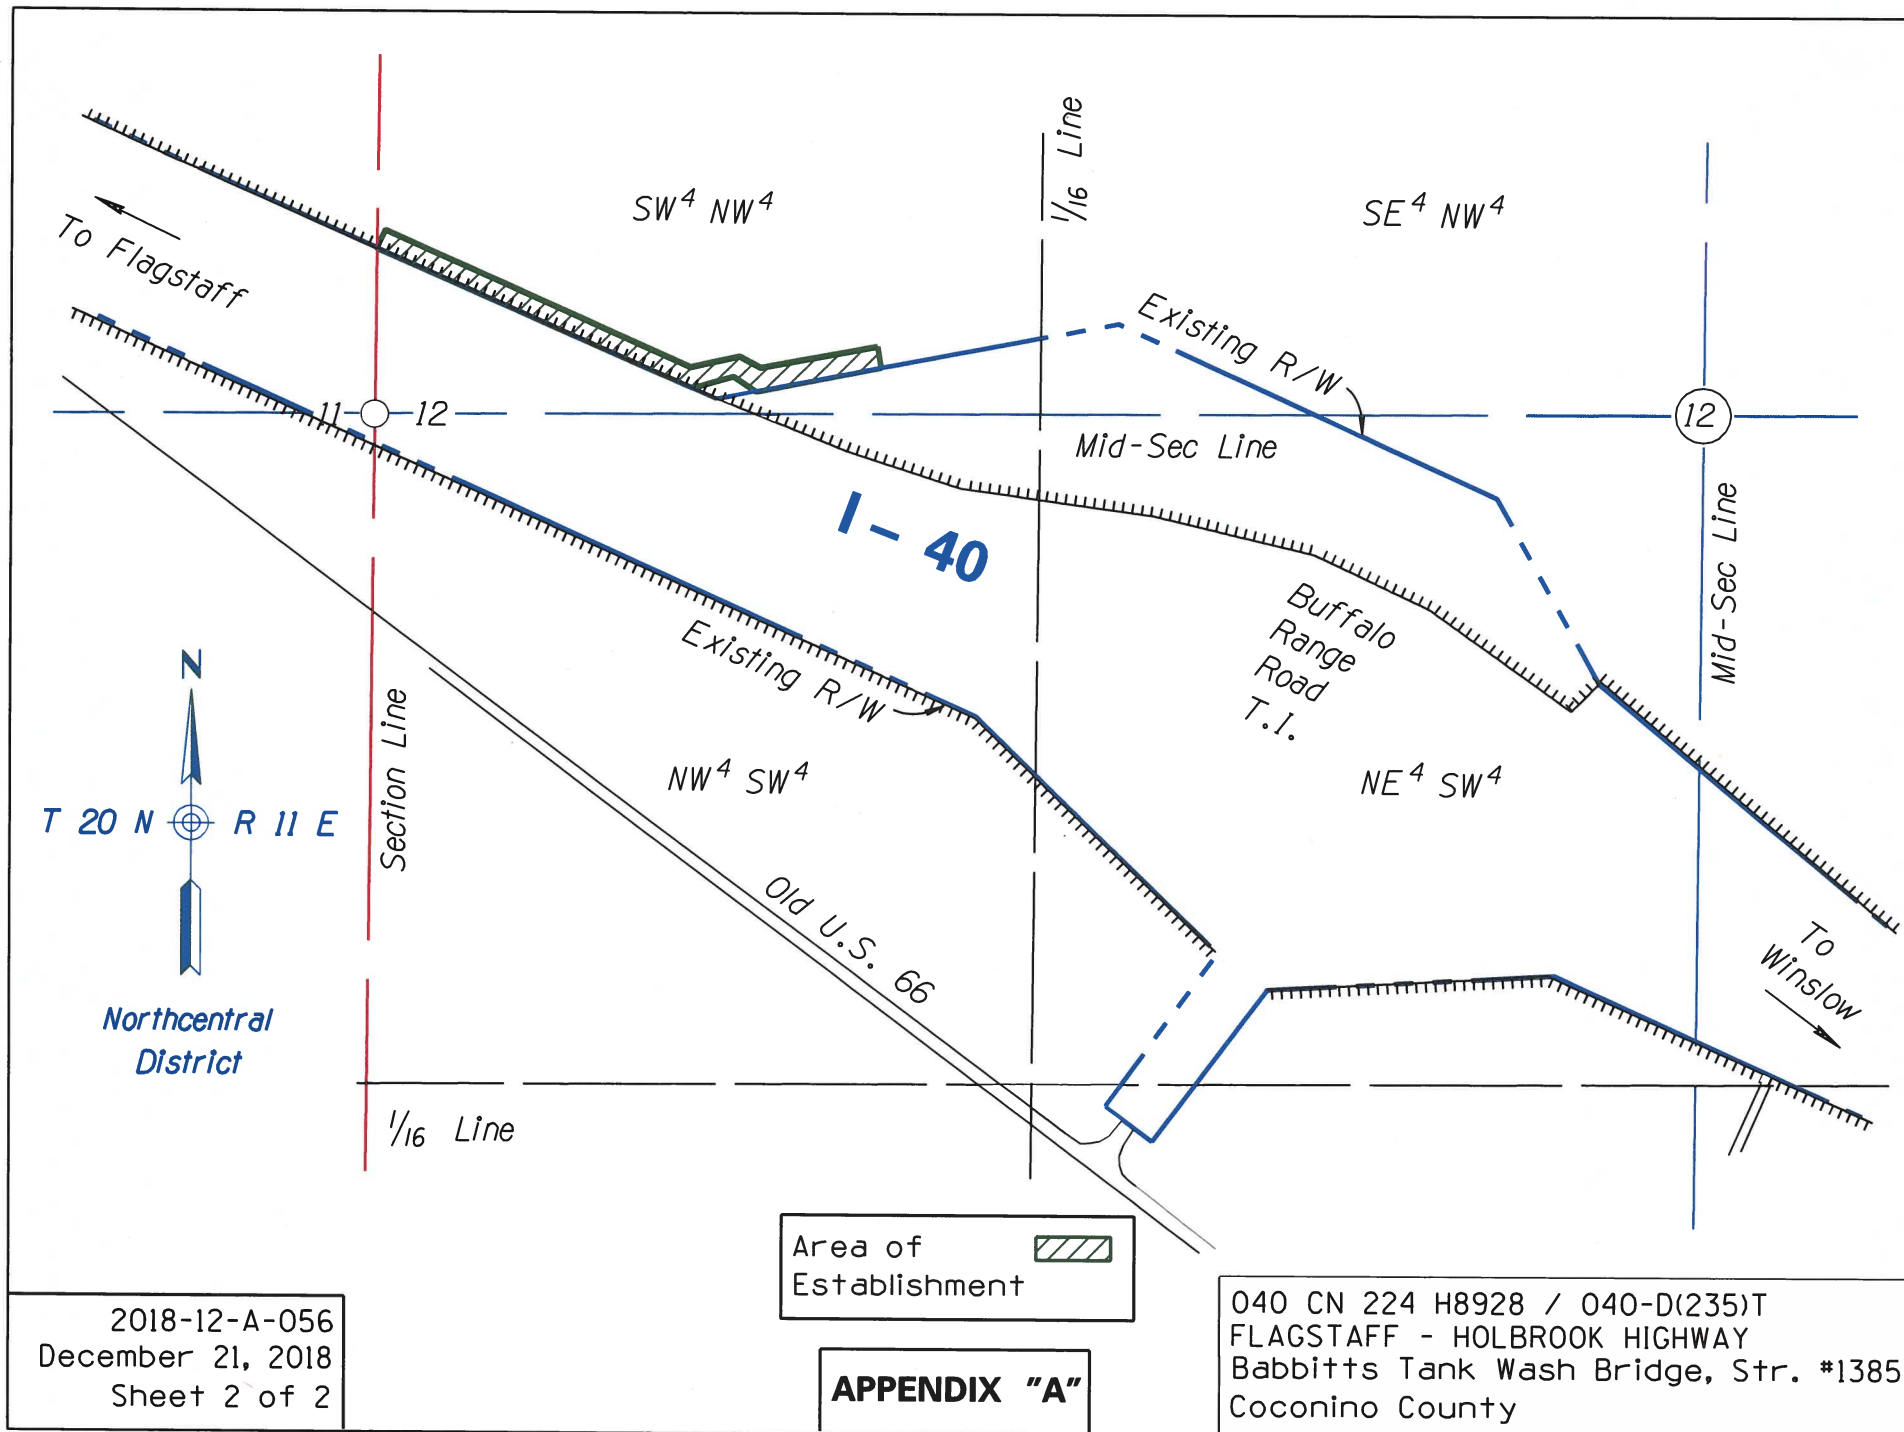 SW4 NW4
1/16 Line
SE4 NW4
To Flagstaff
Existing R/W
11
12
12
Mid-Sec Line
I - 40
Mid-Sec Line
Buffalo
Range
Road
T.I.
Existing R/W
N
Section Line
NW4 SW4
NE4 SW4
T 20 N
R 11 E
Old U.S. 66
To
Winslow
Northcentral
District
1/16 Line
Area of
Establishment
2018-12-A-056
December 21, 2018
Sheet 2 of 2
APPENDIX "A"
040 CN 224 H8928 / 040-D(235)T
FLAGSTAFF - HOLBROOK HIGHWAY
Babbitts Tank Wash Bridge, Str. #1385
Coconino County